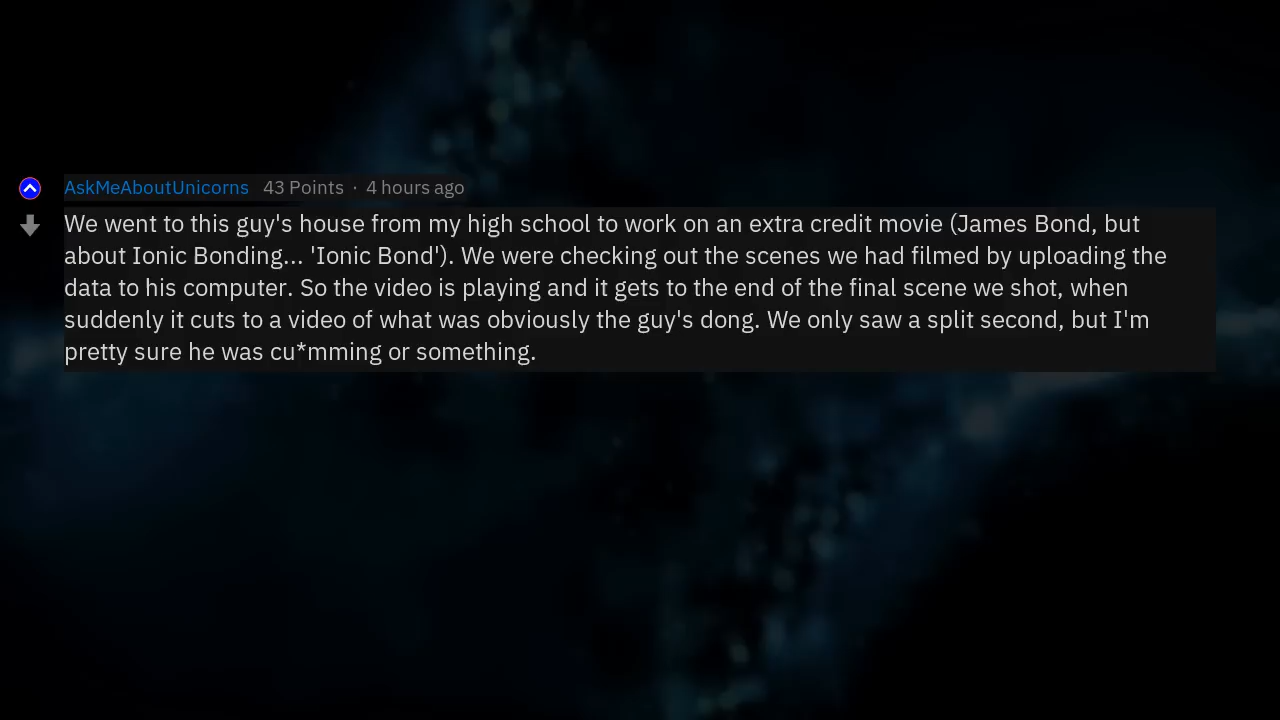 AskMeAboutUnicorns 43 Points · 4 hours ago
We went to this guy's house from my high school to work on an extra credit movie (James Bond, but
about Ionic Bonding... 'Ionic Bond'). We were checking out the scenes we had filmed by uploading the
data to his computer. So the video is playing and it gets to the end of the final scene we shot, when
suddenly it cuts to a video of what was obviously the guy's dong. We only saw a split second, but I'm
pretty sure he was cu*mming or something.